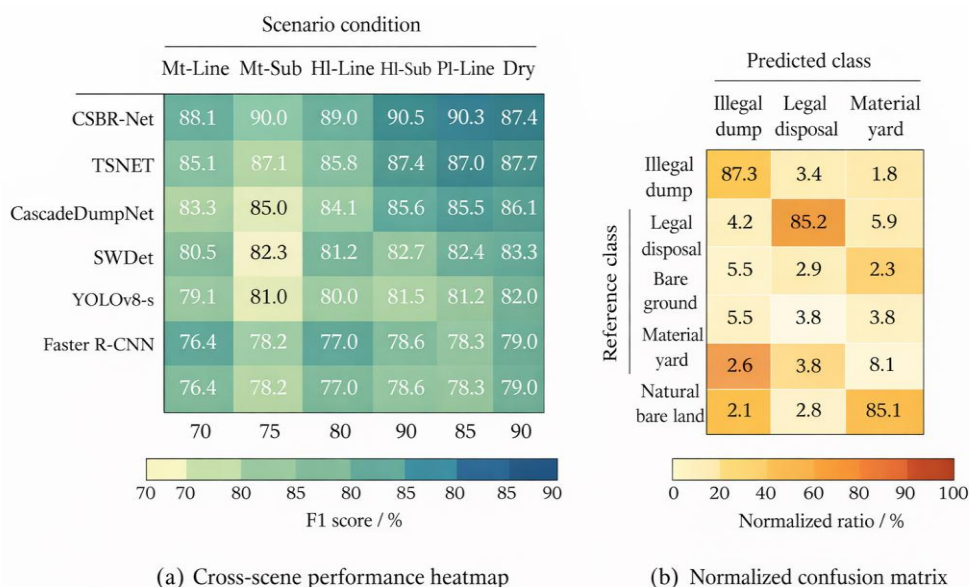 Scenario condition
Mt-Line Mt-Sub Hl-Line Hl-Sub Pl-Line Dry
CSBR-Net 88.1 90.0 89.0 90.5 90.3 87.4
TSNET 85.1 87.1 85.8 87.4 87.0 87.7
CascadeDumpNet 83.3 85.0 84.1 85.6 85.5 86.1
SWDet 80.5 82.3 81.2 82.7 82.4 83.3
YOLOv8-s 79.1 81.0 80.0 81.5 81.2 82.0
Faster R-CNN 76.4 78.2 77.0 78.6 78.3 79.0
76.4 78.2 77.0 78.6 78.3 79.0
70 75 80 90 85 90
70 70 80 85 80 85 80 85 90
F1 score / %
(a) Cross-scene performance heatmap
Predicted class
Illegal dump Legal disposal Material yard
Reference class
Illegal dump 87.3 3.4 1.8
Legal disposal 4.2 85.2 5.9
Bare ground 5.5 2.9 2.3
5.5 3.8 3.8
Material yard 2.6 3.8 8.1
Natural bare land 2.1 2.8 85.1
0 20 40 60 80 90 100
Normalized ratio / %
(b) Normalized confusion matrix